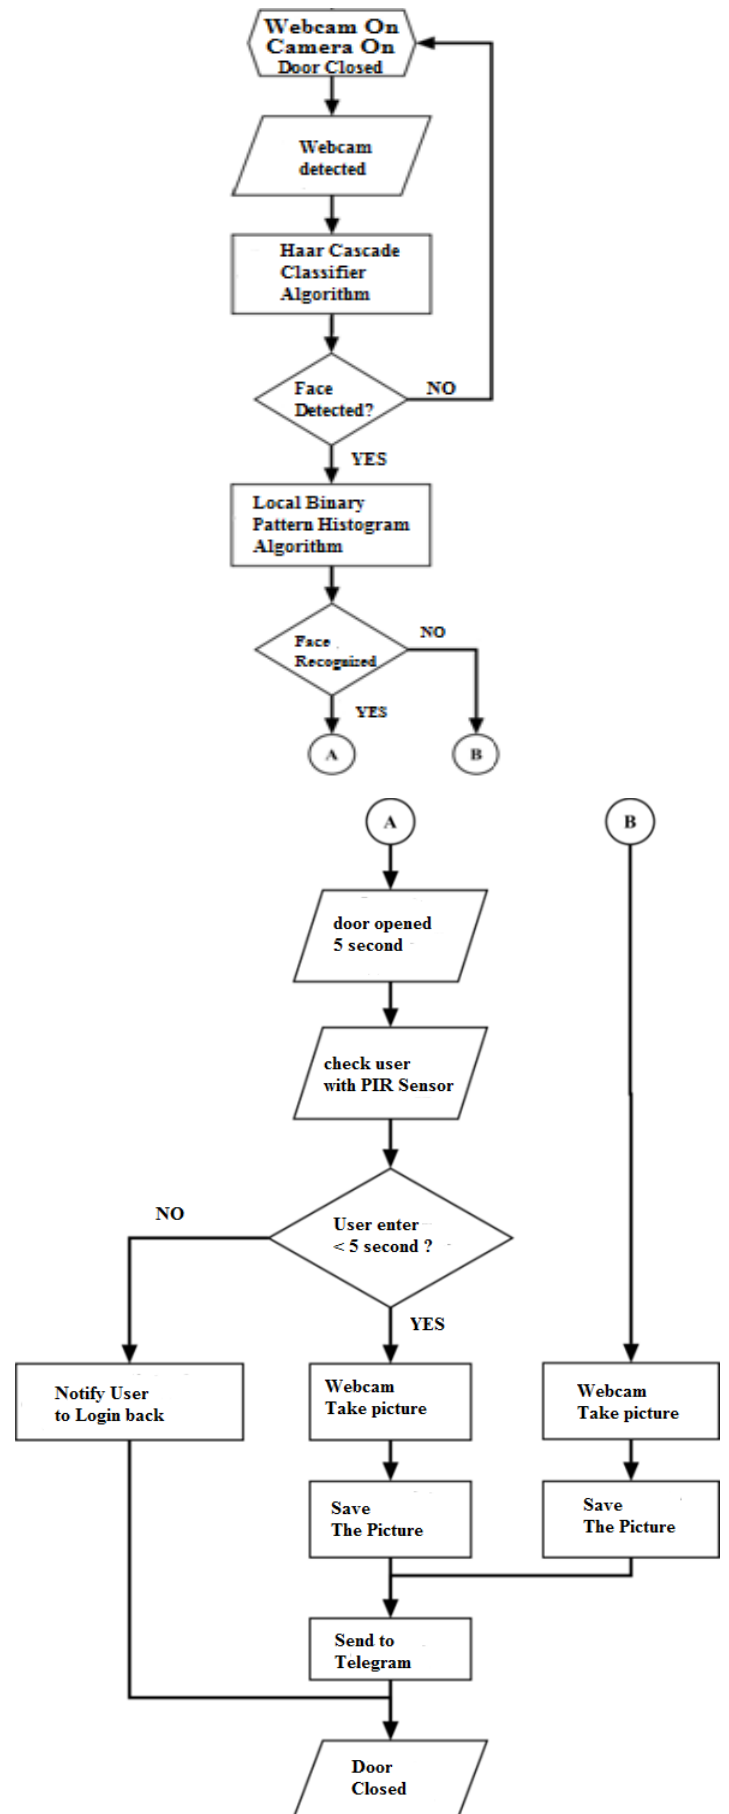 Webcam On
Camera On
Door Closed
Webcam
detected
Haar Cascade
Classifier
Algorithm
Face
Detected?
NO
YES
Local Binary
Pattern Histogram
Algorithm
Face
Recognized
NO
YES
A
B
A
B
door opened
5 second
check user
with PIR Sensor
User enter
< 5 second ?
NO
YES
Notify User
to Login back
Webcam
Take picture
Webcam
Take picture
Save
The Picture
Save
The Picture
Send to
Telegram
Door
Closed